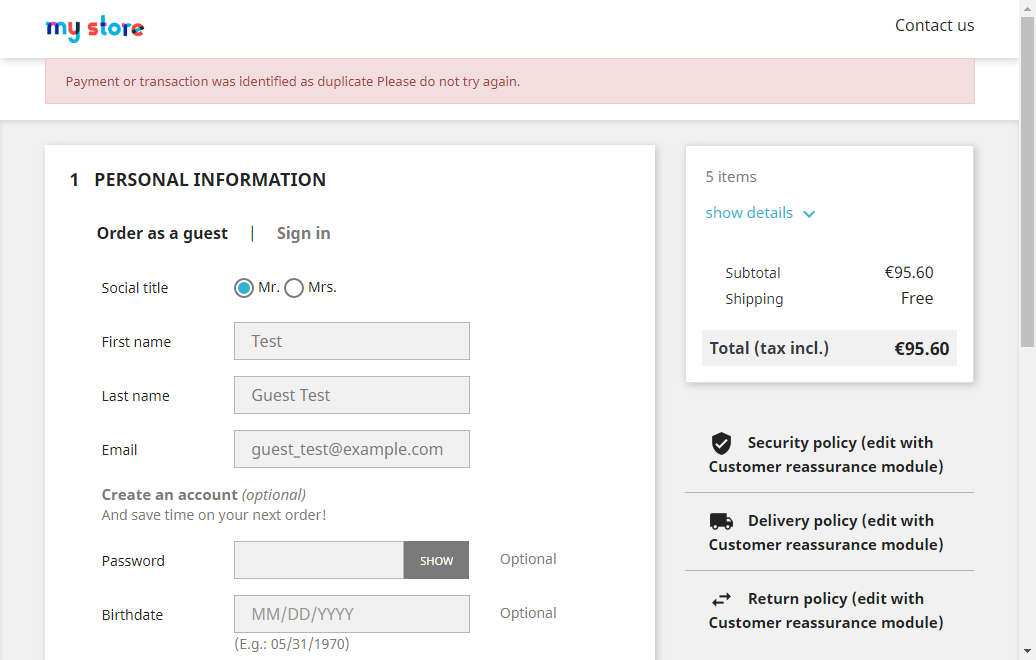 my store
Contact us
Payment or transaction was identified as duplicate Please do not try again.
1 PERSONAL INFORMATION
Order as a guest | Sign in
Social title Mr. Mrs.
First name Test
Last name Guest Test
Email guest_test@example.com
Create an account (optional)
And save time on your next order!
Password SHOW Optional
Birthdate MM/DD/YYYY Optional
(E.g.: 05/31/1970)
5 items
show details
Subtotal €95.60
Shipping Free
Total (tax incl.) €95.60
Security policy (edit with
Customer reassurance module)
Delivery policy (edit with
Customer reassurance module)
Return policy (edit with
Customer reassurance module)